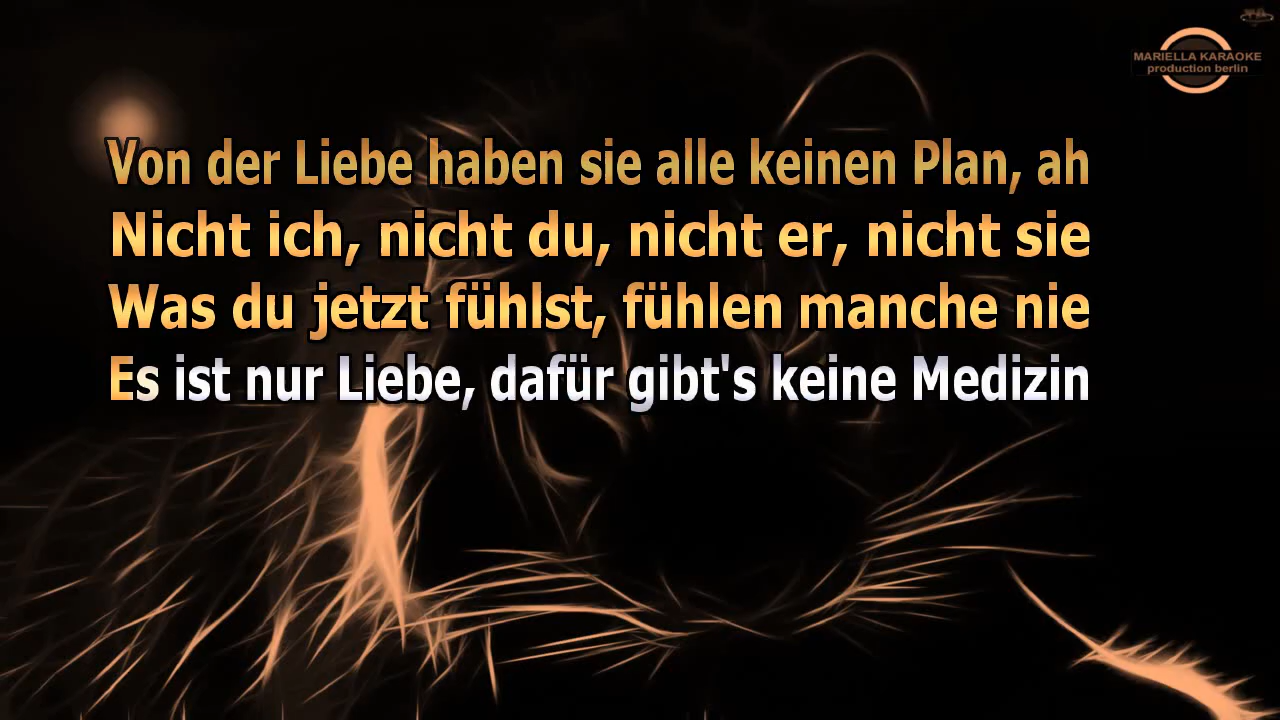 MARIELLA KARAOKE
production berlin
Von der Liebe haben sie alle keinen Plan, ah
Nicht ich, nicht du, nicht er, nicht sie
Was du jetzt fühlst, fühlen manche nie
Es ist nur Liebe, dafür gibt's keine Medizin